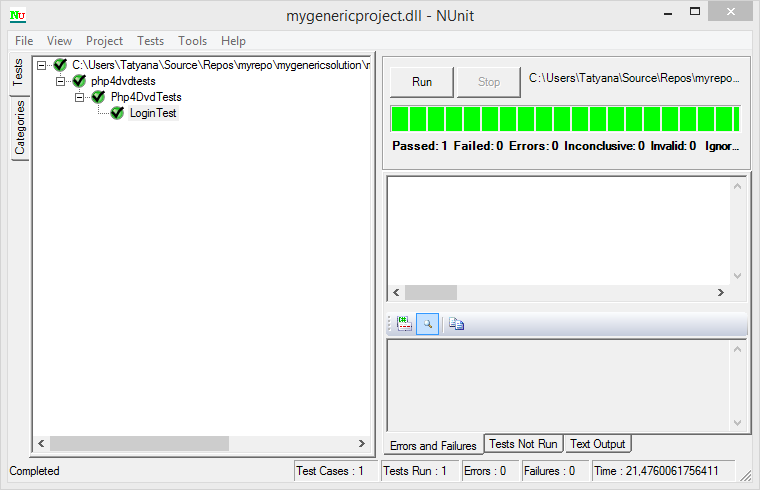 NU
mygenericproject.dll - NUnit
File View Project Tests Tools Help
Tests
Categories
C:\Users\Tatyana\Source\Repos\myrepo\mygenericsolution\
php4dvdtests
Php4DvdTests
LoginTest
Run Stop C:\Users\Tatyana\Source\Repos\myrepo...
Passed: 1 Failed: 0 Errors: 0 Inconclusive: 0 Invalid: 0 Ignor...
Errors and Failures Tests Not Run Text Output
Completed Test Cases : 1 Tests Run : 1 Errors : 0 Failures : 0 Time : 21,4760061756411